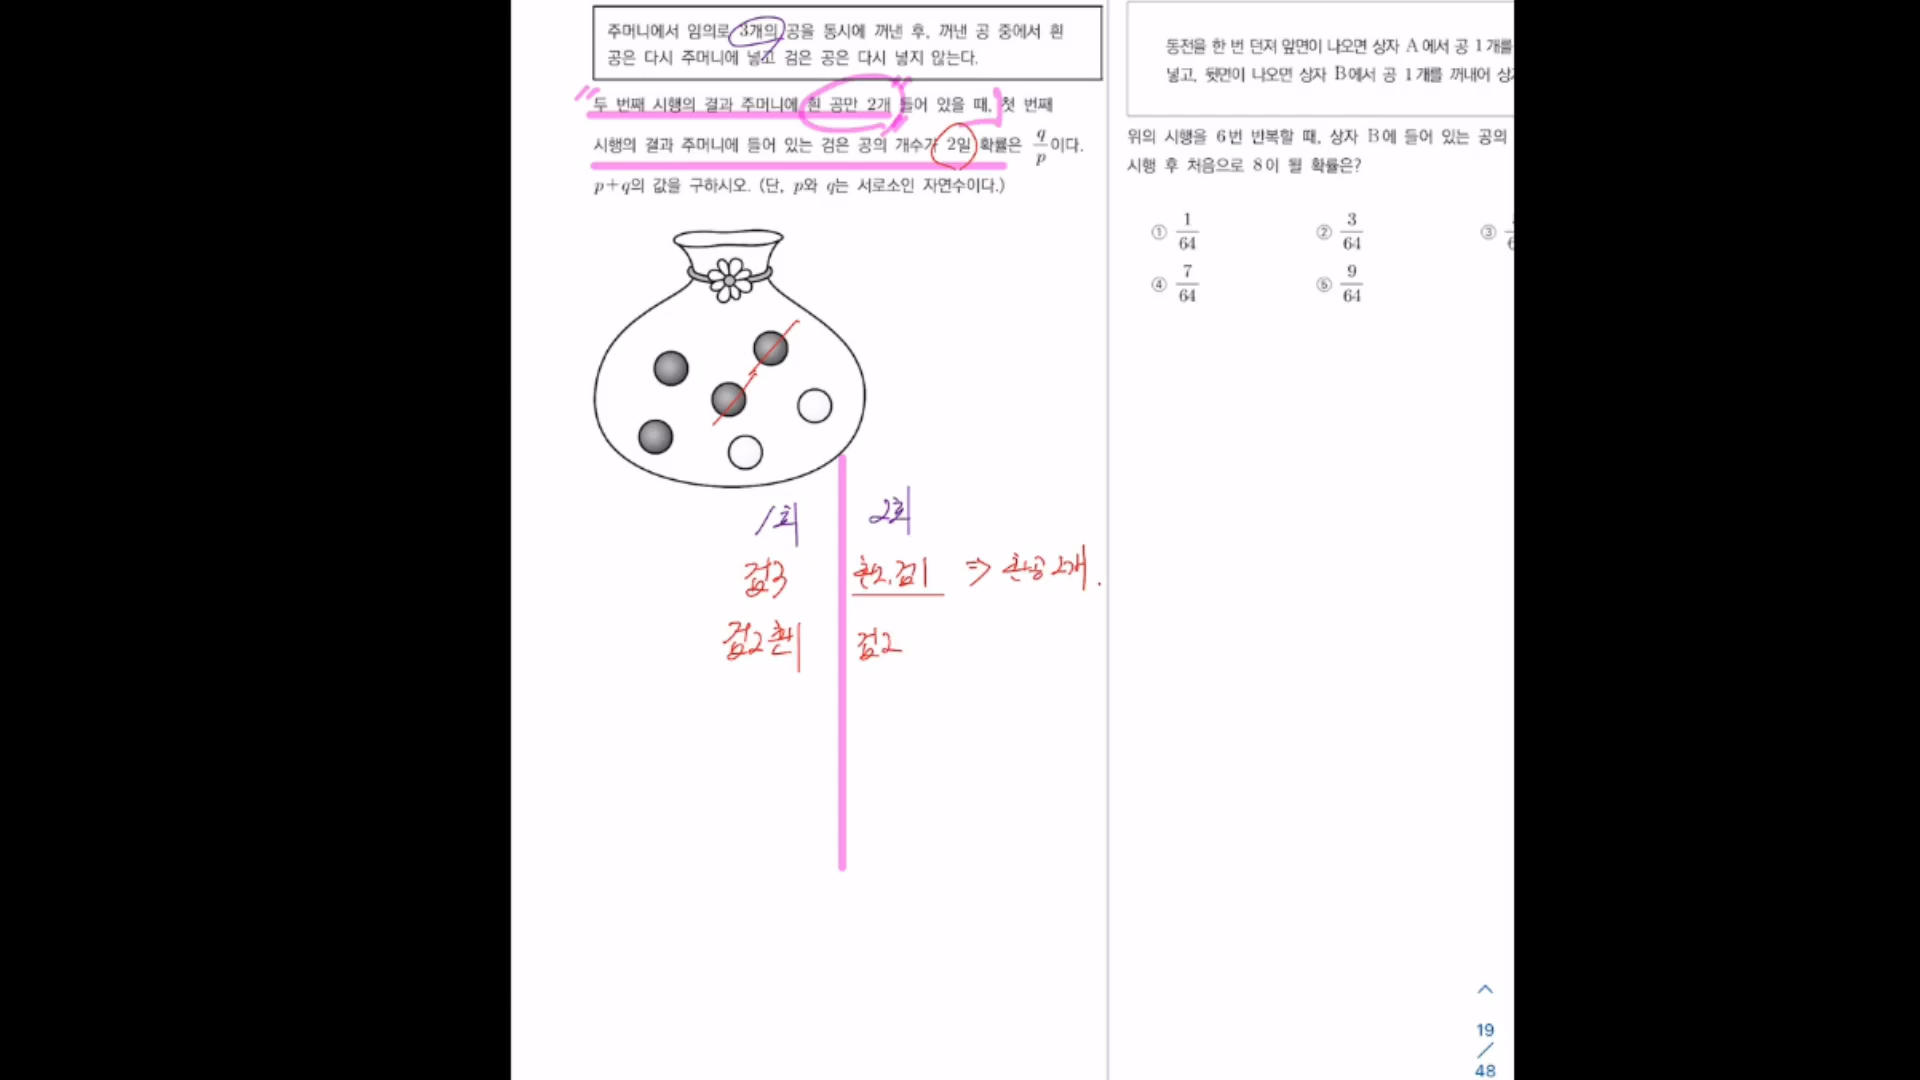 주머니에서 임의로 3개의 공을 동시에 꺼낸 후, 꺼낸 공 중에서 흰
공은 다시 주머니에 넣고 검은 공은 다시 넣지 않는다.
두 번째 시행의 결과 주머니에 흰 공만 2개 들어 있을 때, 첫 번째
시행의 결과 주머니에 들어 있는 검은 공의 개수가 2일 확률은 q/p이다.
p+q의 값을 구하시오. (단, p와 q는 서로소인 자연수이다.)
1회 2회
검3 흰2, 검1 ⇒ 흰공 2개.
검2 흰1 검2
동전을 한 번 던져 앞면이 나오면 상자 A에서 공 1개를
넣고, 뒷면이 나오면 상자 B에서 공 1개를 꺼내어
위의 시행을 6번 반복할 때, 상자 B에 들어 있는 공의
시행 후 처음으로 8이 될 확률은?
① 1/64 ② 3/64 ③
④ 7/64 ⑤ 9/64
19
/
48